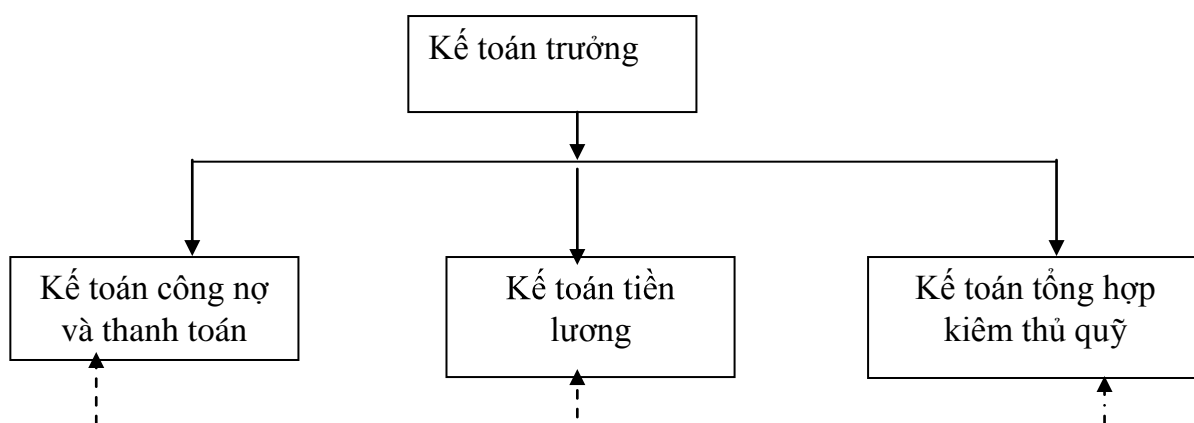 Kế toán trưởng
Kế toán công nợ
và thanh toán
Kế toán tiền
lương
Kế toán tổng hợp
kiêm thủ quỹ